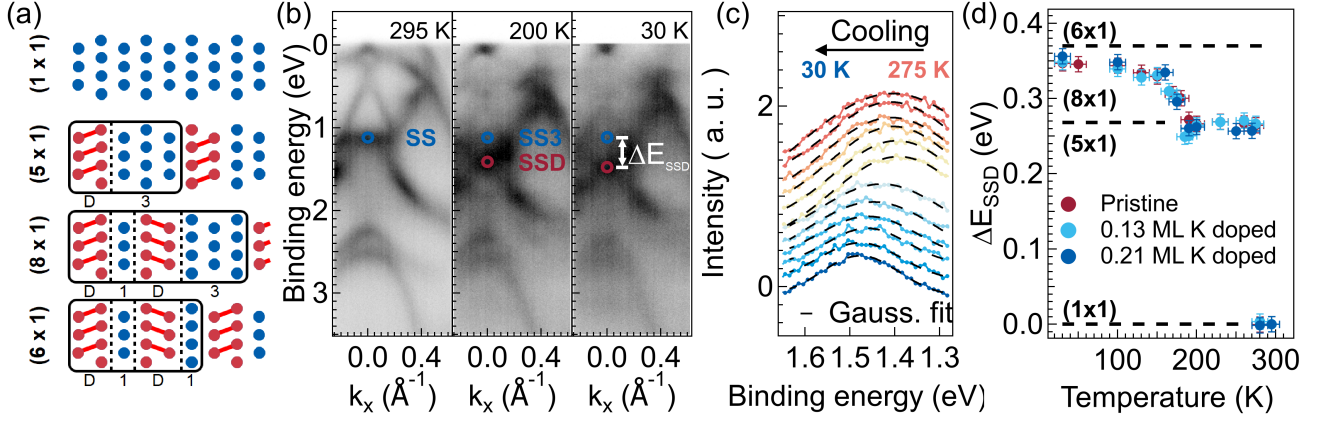 (a)
(1 x 1)
(5 x 1)
D 3
(8 x 1)
D 1 D 3
(6 x 1)
D 1 D 1
(b)
295 K
200 K
30 K
Binding energy (eV)
0
1
2
3
SS
SS3
SSD
ΔE_SSD
0.0 0.4
0.0 0.4
0.0 0.4
kₓ (Å⁻¹)
kₓ (Å⁻¹)
kₓ (Å⁻¹)
(c)
Cooling
30 K 275 K
Intensity ( a. u. )
2
0
– Gauss. fit
1.6 1.5 1.4 1.3
Binding energy (eV)
(d)
ΔE_SSD (eV)
0.4
0.3
0.2
0.1
0.0
(6x1)
(8x1)
(5x1)
Pristine
0.13 ML K doped
0.21 ML K doped
(1x1)
100 200 300
Temperature (K)